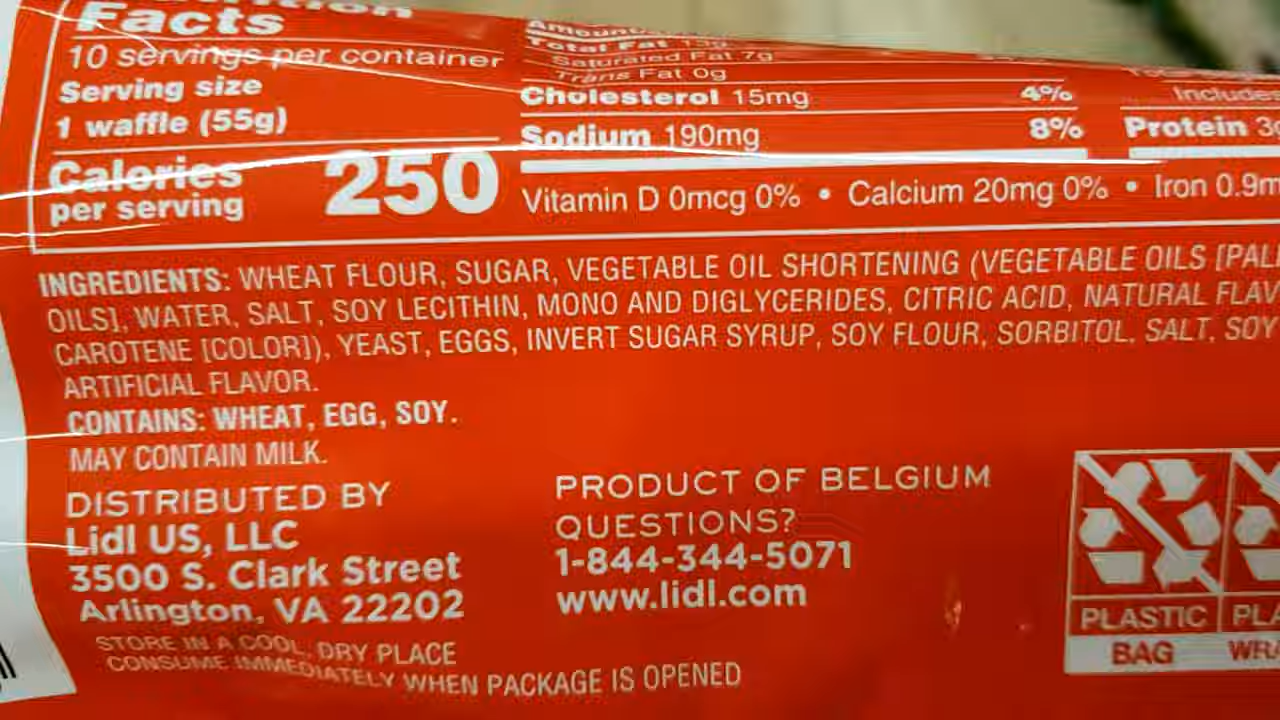 Facts
10 servings per container
Serving size
1 waffle (55g)
Calories
per serving
250
Total Fat 13g
Saturated Fat 7g
Trans Fat 0g
Cholesterol 15mg 4%
Sodium 190mg 8%
Includes
Protein
Vitamin D 0mcg 0% • Calcium 20mg 0% • Iron
INGREDIENTS: WHEAT FLOUR, SUGAR, VEGETABLE OIL SHORTENING (VEGETABLE OILS
OILS], WATER, SALT, SOY LECITHIN, MONO AND DIGLYCERIDES, CITRIC ACID, NATURAL
CAROTENE [COLOR]), YEAST, EGGS, INVERT SUGAR SYRUP, SOY FLOUR, SORBITOL, SALT, SOY
ARTIFICIAL FLAVOR.
CONTAINS: WHEAT, EGG, SOY.
MAY CONTAIN MILK.
DISTRIBUTED BY
Lidl US, LLC
3500 S. Clark Street
Arlington, VA 22202
STORE IN A COOL, DRY PLACE
CONSUME IMMEDIATELY WHEN PACKAGE IS OPENED
PRODUCT OF BELGIUM
QUESTIONS?
1-844-344-5071
www.lidl.com
PLASTIC
BAG